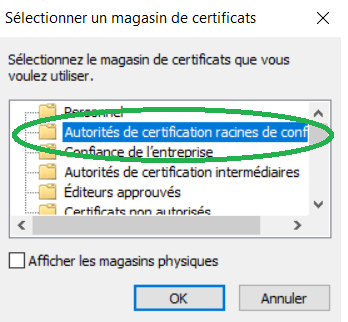 Sélectionner un magasin de certificats
Sélectionnez le magasin de certificats que vous
voulez utiliser.
Personnel
Autorités de certification racines de conf
Confiance de l'entreprise
Autorités de certification intermédiaires
Éditeurs approuvés
Certificats non autorisés
Afficher les magasins physiques
OK
Annuler